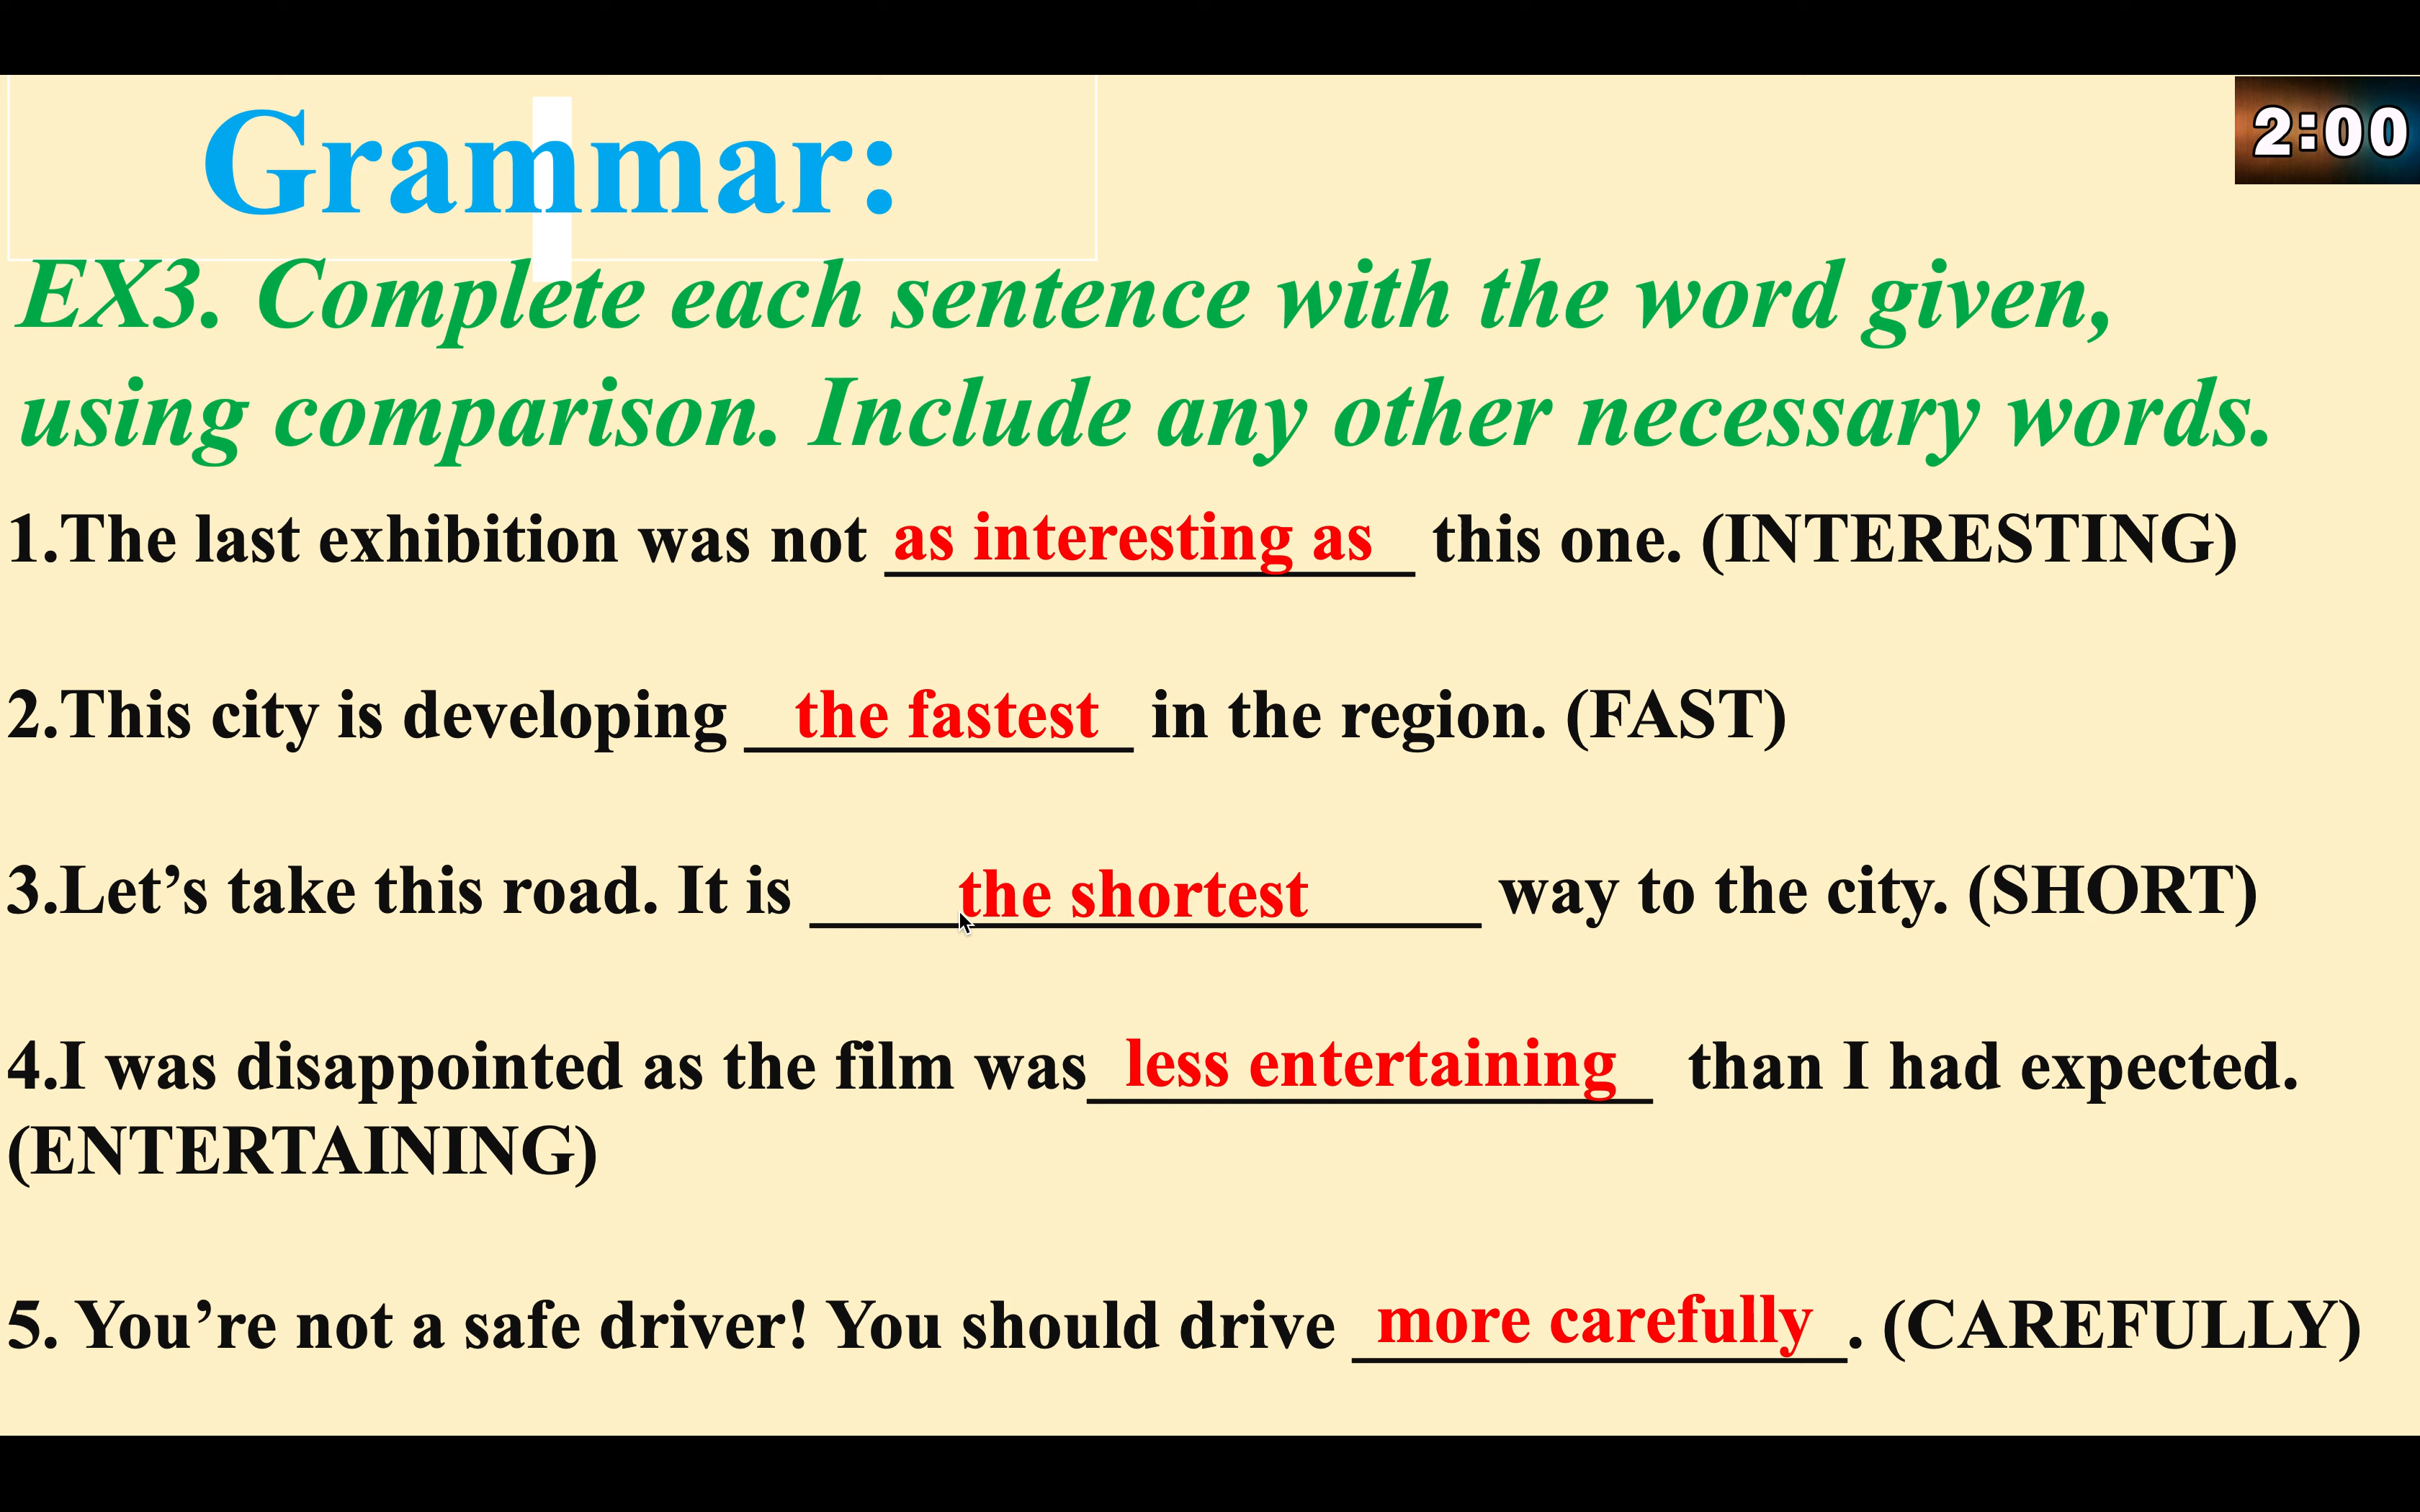 Grammar:
2:00
EX3. Complete each sentence with the word given,
using comparison. Include any other necessary words.
1.The last exhibition was not as interesting as this one. (INTERESTING)
2.This city is developing the fastest in the region. (FAST)
3.Let’s take this road. It is the shortest way to the city. (SHORT)
4.I was disappointed as the film was less entertaining than I had expected.
(ENTERTAINING)
5. You’re not a safe driver! You should drive more carefully. (CAREFULLY)